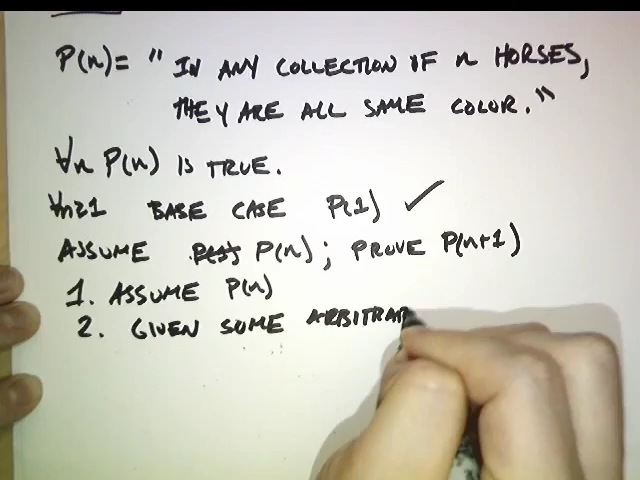 P(n)= " IN ANY COLLECTION OF n HORSES,
THEY ARE ALL SAME COLOR."
∀n P(n) IS TRUE.
∀n≥1 BASE CASE P(1) ✓
ASSUME P(n); PROVE P(n+1)
1. ASSUME P(n)
2. GIVEN SOME ARBITRAR